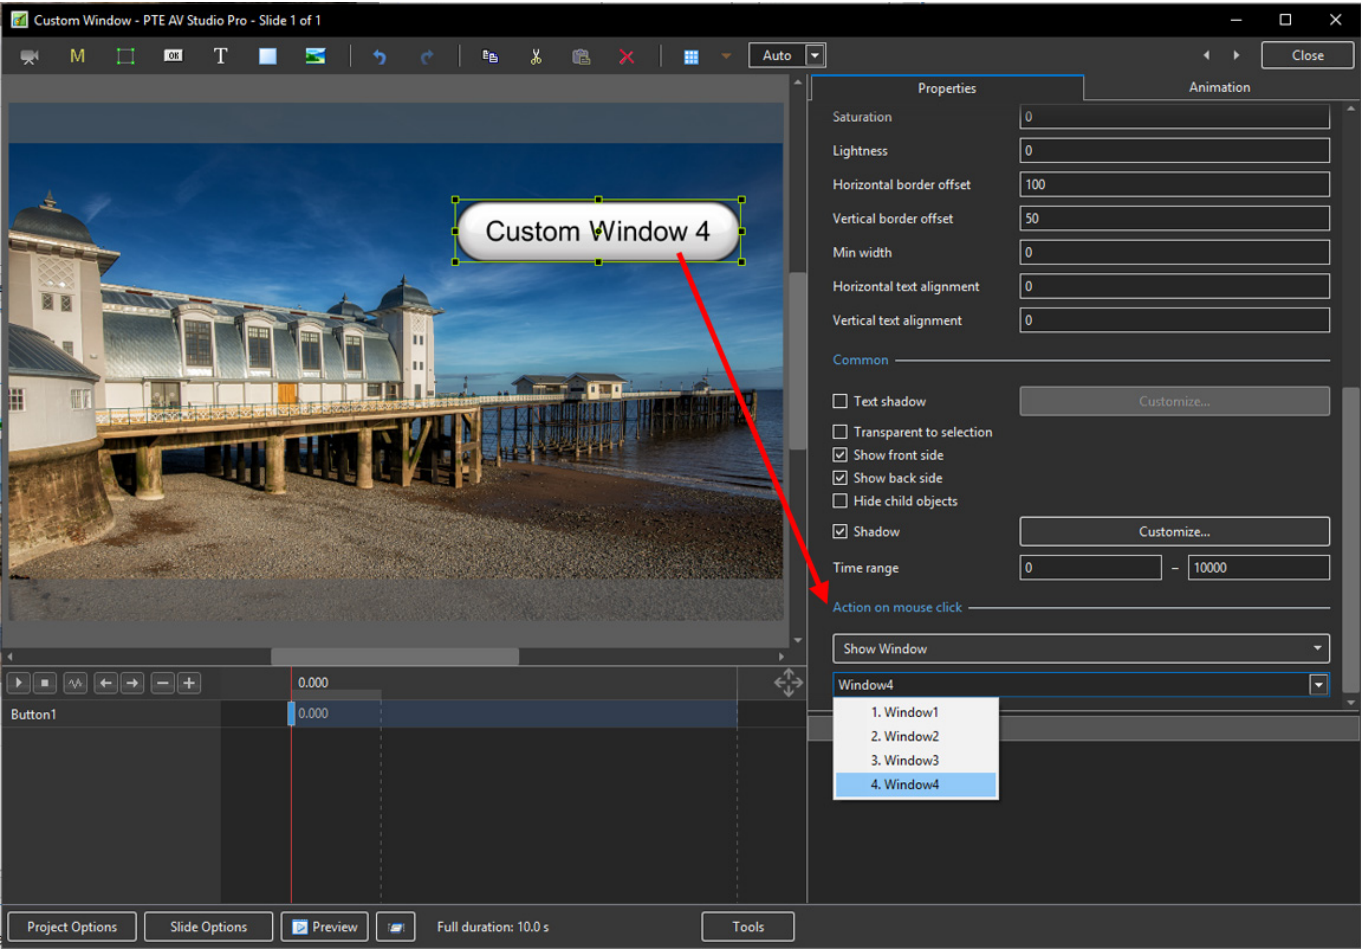 Custom Window - PTE AV Studio Pro - Slide 1 of 1
M OK T Auto Close
Properties Animation
Saturation 0
Lightness 0
Horizontal border offset 100
Vertical border offset 50
Min width 0
Horizontal text alignment 0
Vertical text alignment 0
Common
Text shadow Customize...
Transparent to selection
Show front side
Show back side
Hide child objects
Shadow Customize...
Time range 0 – 10000
Action on mouse click
Show Window
Window4
1. Window1
2. Window2
3. Window3
4. Window4
Custom Window 4
0.000
Button1 0.000
Project Options Slide Options Preview Full duration: 10.0 s Tools